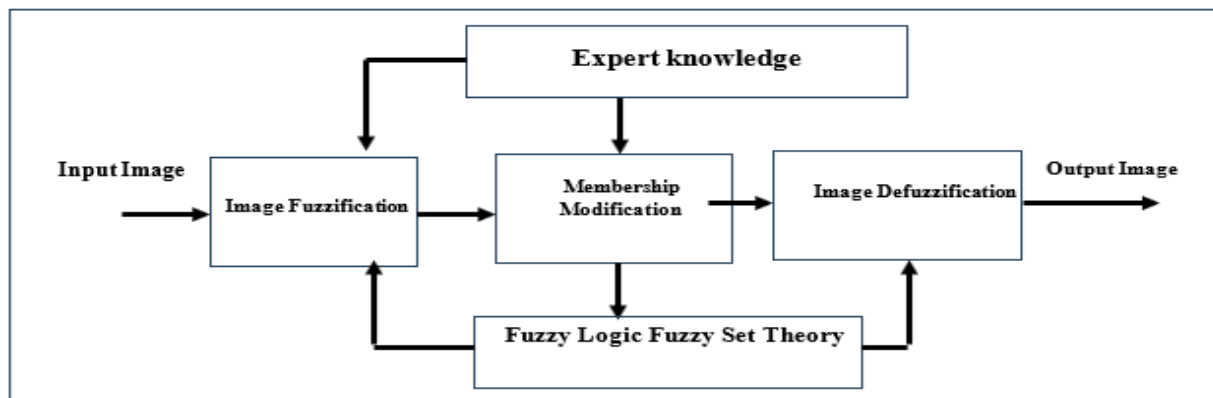 Expert knowledge
Input Image
Image Fuzzification
Membership
Modification
Image Defuzzification
Output Image
Fuzzy Logic Fuzzy Set Theory